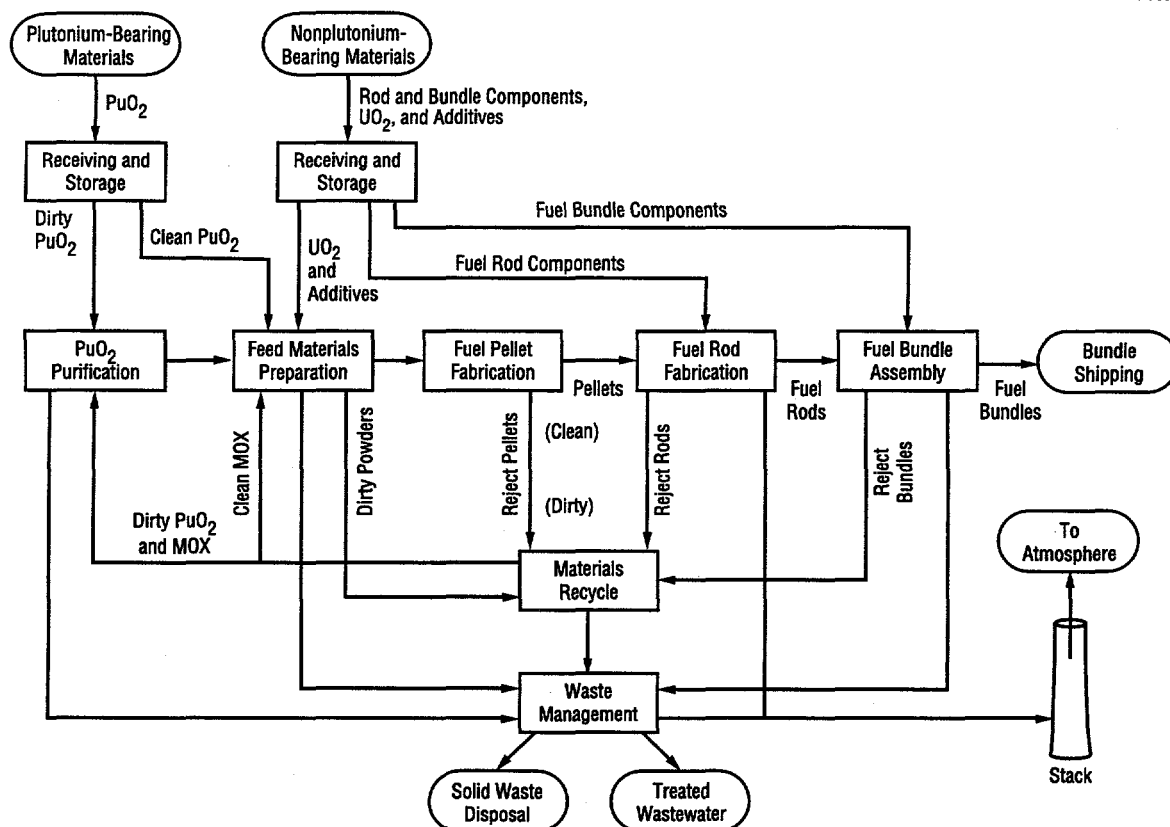 Plutonium-Bearing
Materials
Nonplutonium-
Bearing Materials
PuO₂
Rod and Bundle Components,
UO₂, and Additives
Receiving and
Storage
Receiving and
Storage
Dirty
PuO₂
Clean PuO₂
UO₂
and
Additives
Fuel Bundle Components
Fuel Rod Components
PuO₂
Purification
Feed Materials
Preparation
Fuel Pellet
Fabrication
Pellets
Fuel Rod
Fabrication
Fuel
Rods
Fuel Bundle
Assembly
Fuel
Bundles
Bundle
Shipping
Clean MOX
Dirty Powders
Reject Pellets
(Clean)
(Dirty)
Reject Rods
Reject
Bundles
Dirty PuO₂
and MOX
Materials
Recycle
To
Atmosphere
Waste
Management
Stack
Solid Waste
Disposal
Treated
Wastewater